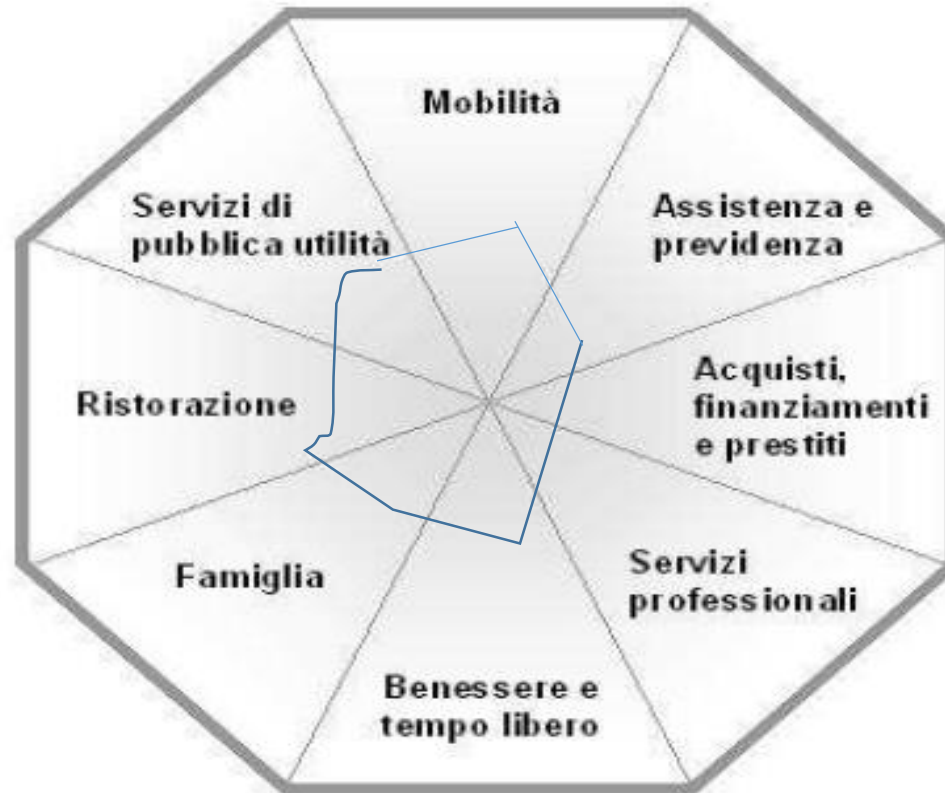 Mobilità
Servizi di
pubblica utilità
Assistenza e
previdenza
Ristorazione
Acquisti,
finanziamenti
e prestiti
Famiglia
Servizi
professionali
Benessere e
tempo libero